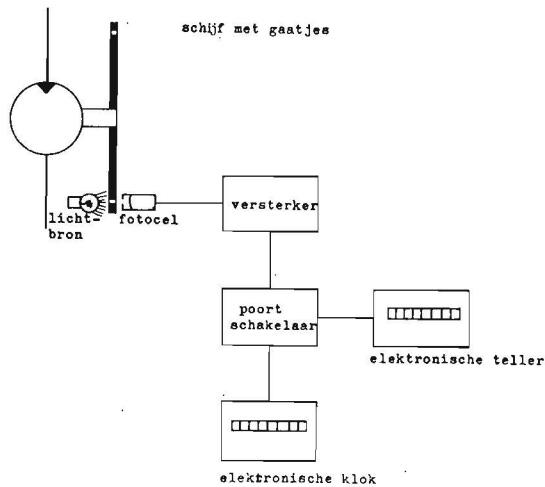 schijf met gaatjes
licht-
bron
fotocel
versterker
poort
schakelaar
elektronische teller
elektronische klok